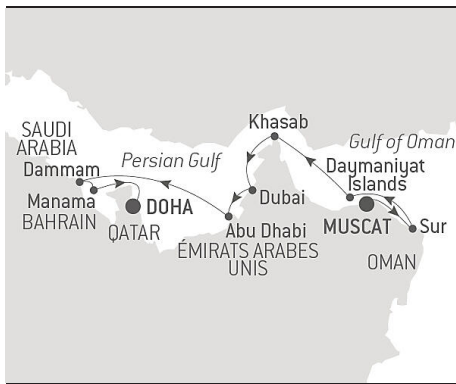 Khasab
Gulf of Oman
SAUDI
ARABIA
Persian Gulf
Daymaniyat
Islands
Dammam
Dubai
Manama
DOHA
BAHRAIN
QATAR
Abu Dhabi
MUSCAT
Sur
ÉMIRATS ARABES
UNIS
OMAN